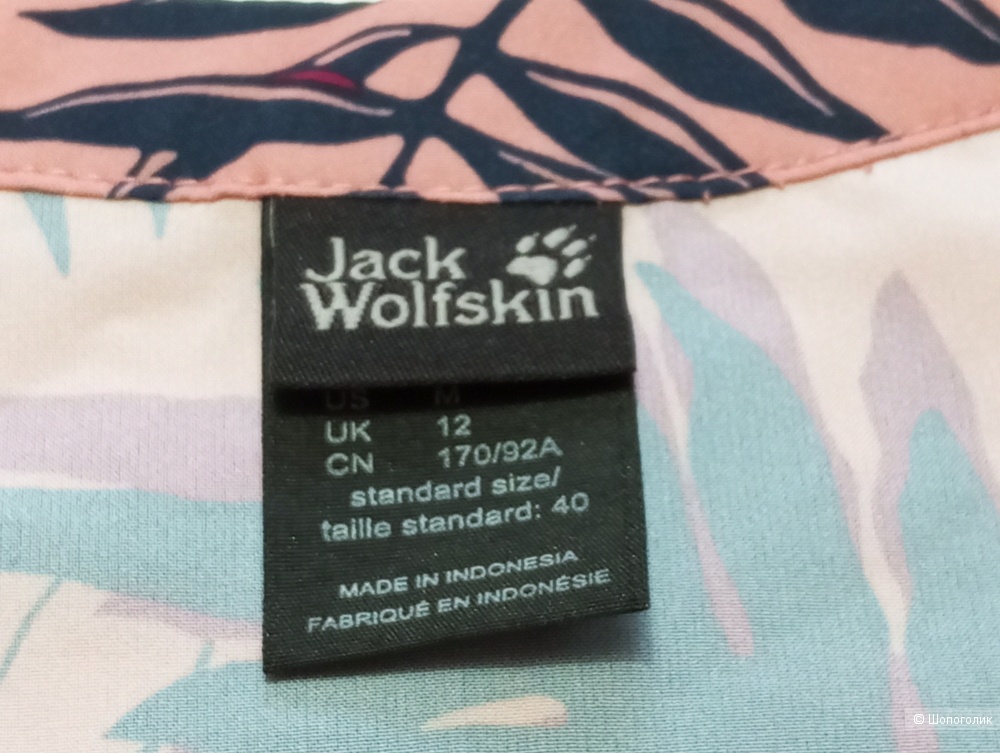 Jack
Wolfskin
US M
UK 12
CN 170/92A
standard size/
taille standard: 40
MADE IN INDONESIA
FABRIQUÉ EN INDONÉSIE
© Шопоголик